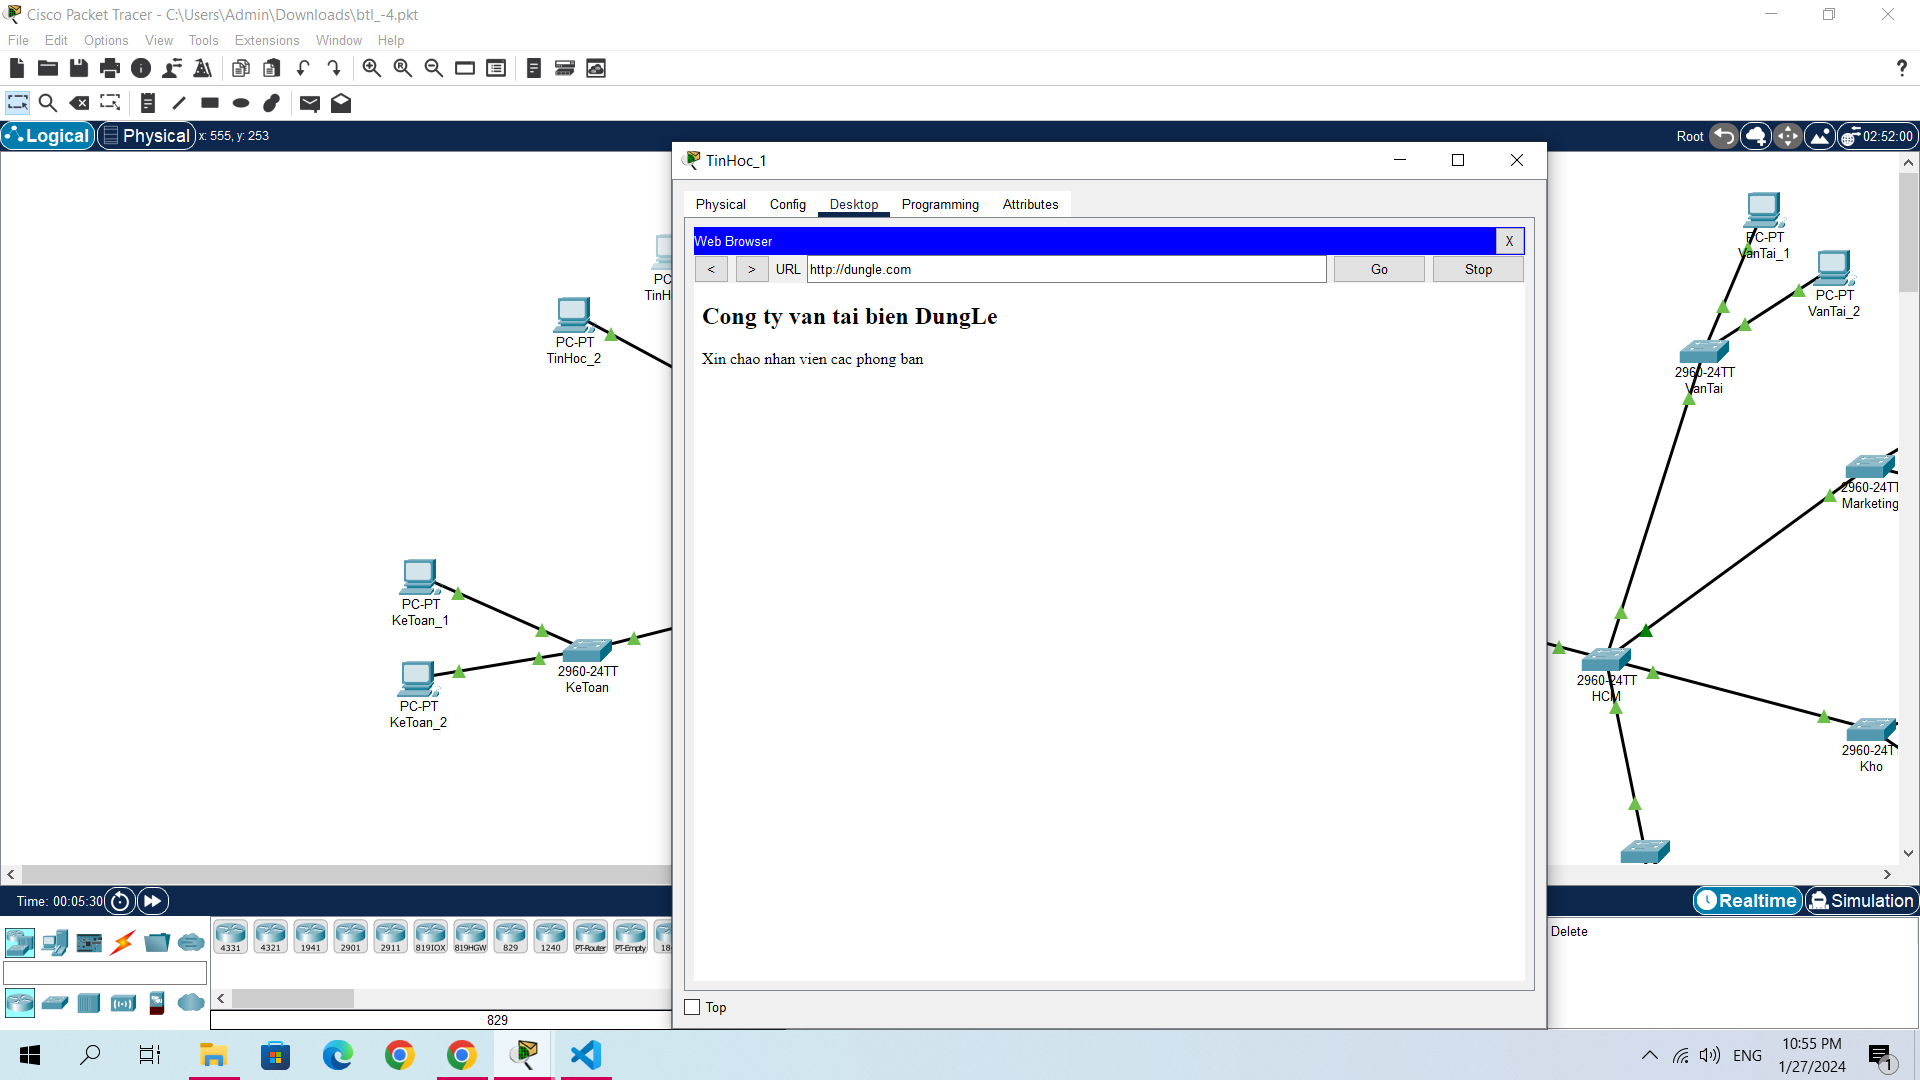 Cisco Packet Tracer - C:\Users\Admin\Downloads\btl_-4.pkt
File Edit Options View Tools Extensions Window Help
?
Logical Physical x: 555, y: 253 Root 02:52:00
TinHoc_1
Physical Config Desktop Programming Attributes
Web Browser X
< > URL http://dungle.com Go Stop
Cong ty van tai bien DungLe
Xin chao nhan vien cac phong ban
PC-PT
TinHoc_2
PC-PT
VanTai_1
PC-PT
VanTai_2
2960-24TT
VanTai
2960-24TT
Marketing
PC-PT
KeToan_1
2960-24TT
KeToan
PC-PT
KeToan_2
2960-24TT
HCM
2960-24T
Kho
Time: 00:05:30 Realtime Simulation
4331 4321 1941 2901 2911 819IOX 819HGW 829 1240 PT-Router PT-Empty
Delete
Top
829
ENG
10:55 PM
1/27/2024
1